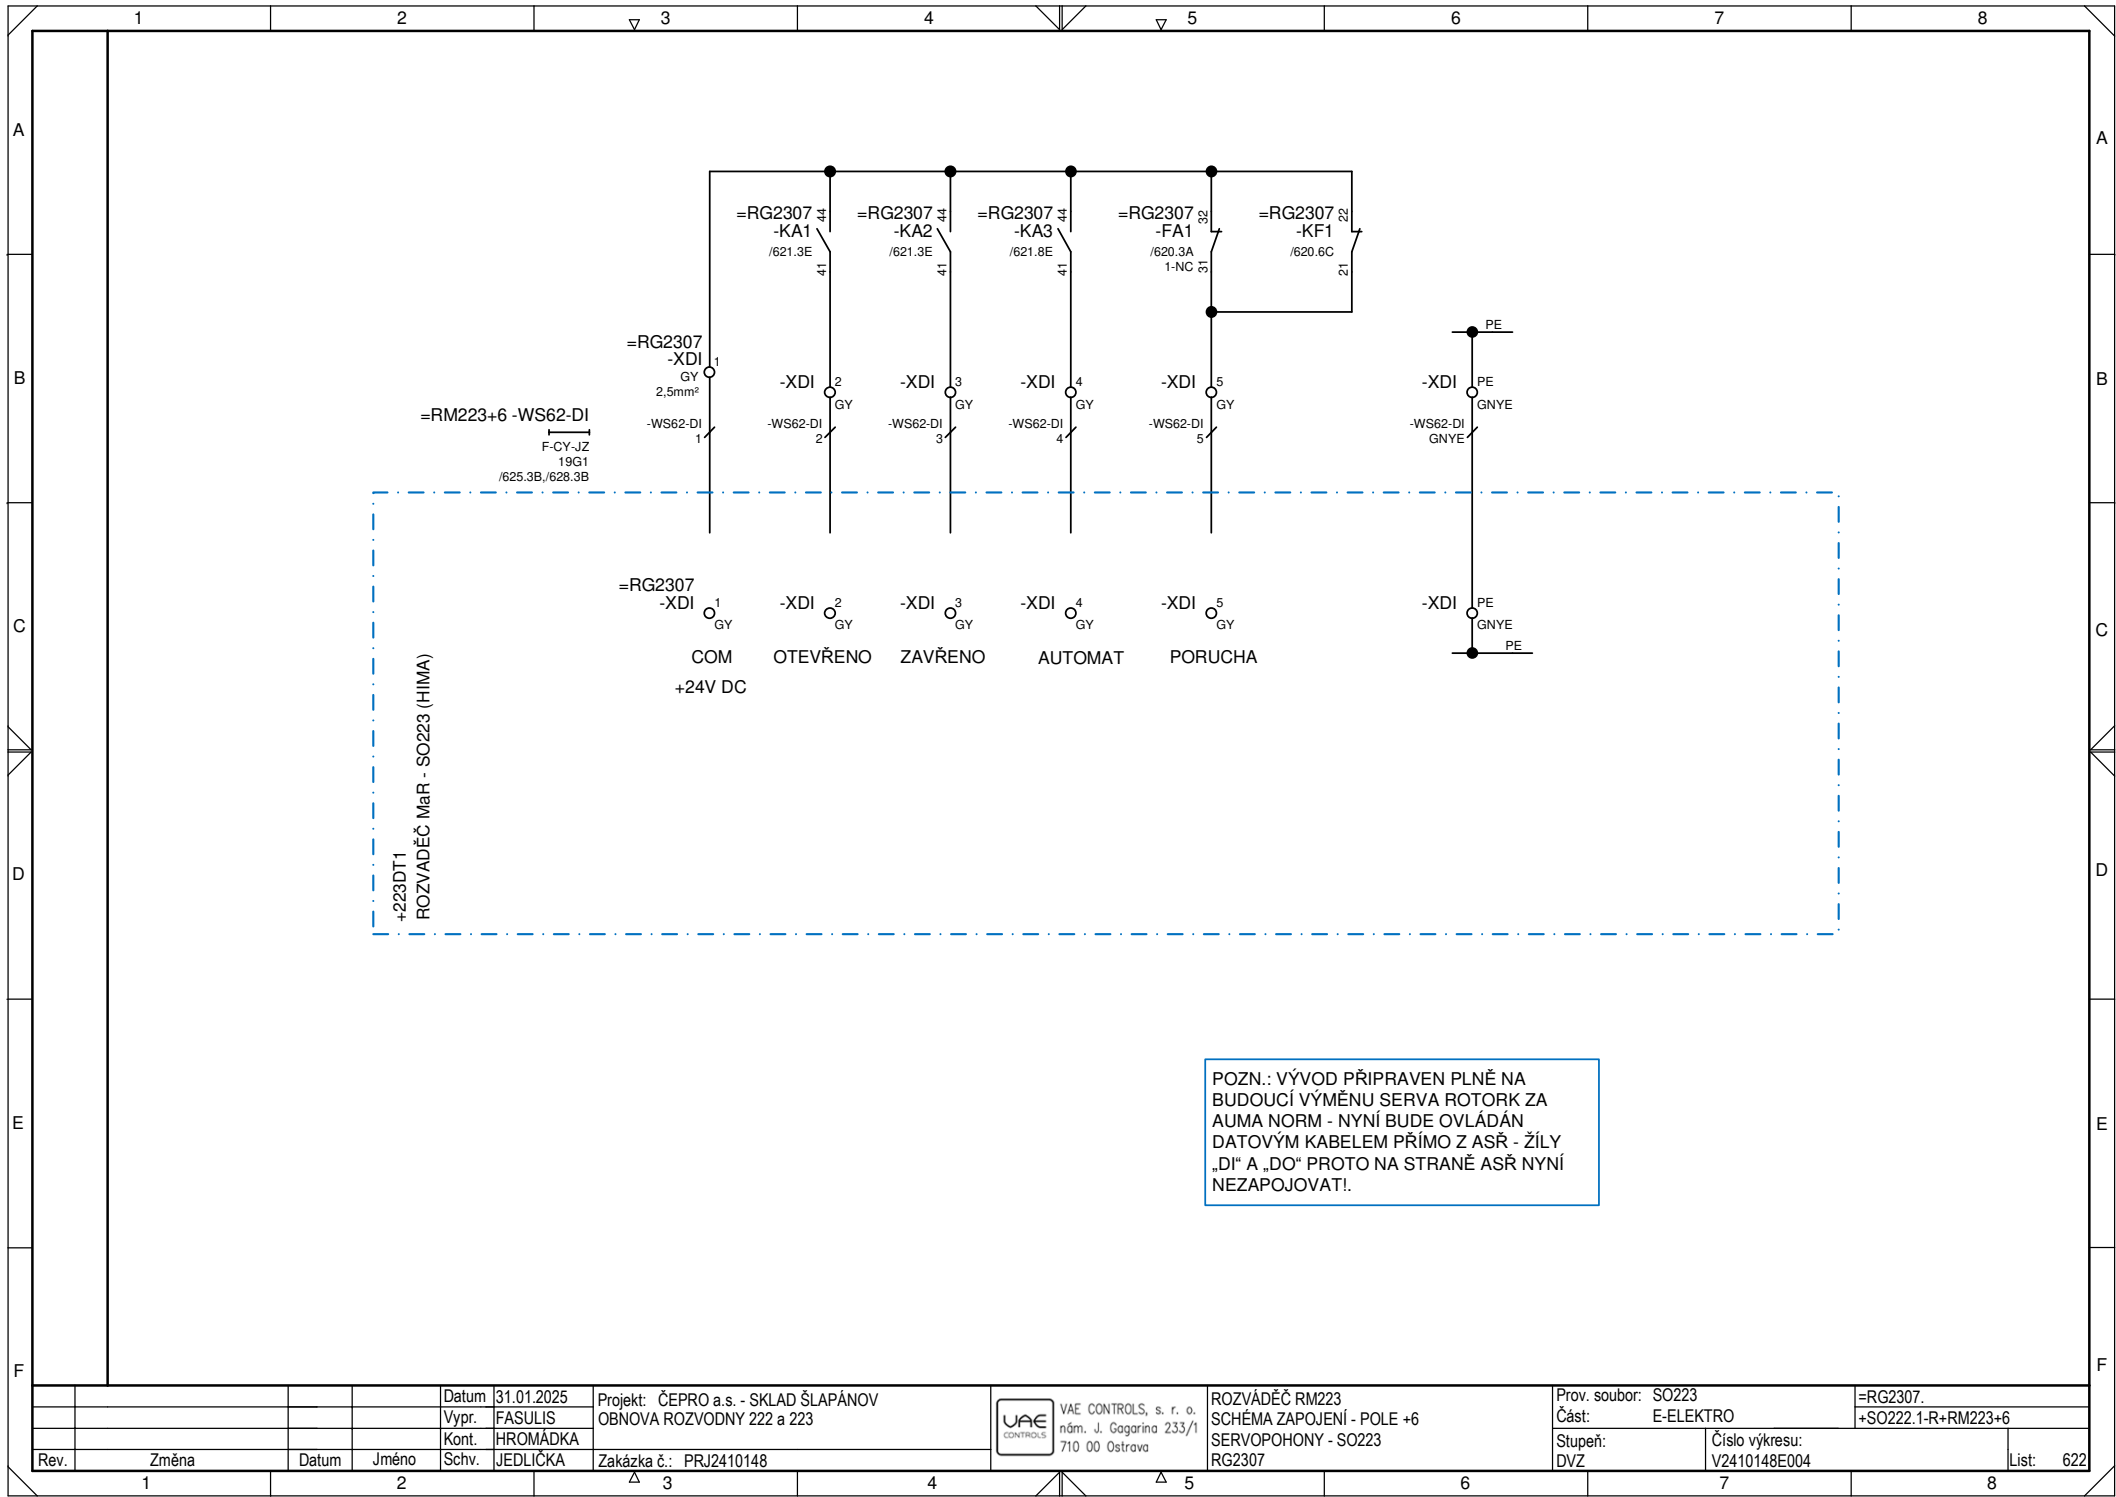 1 2 3 4 5 6 7 8
A A
=RG2307 44 =RG2307 44 =RG2307 44 =RG2307 32 =RG2307 22
-KA1 -KA2 -KA3 -FA1 -KF1
/621.3E /621.3E /621.8E /620.3A /620.6C
41 41 41 1-NC 31 21
PE
=RG2307
-XDI 1
GY
2,5mm²
B B
-XDI 2 -XDI 3 -XDI 4 -XDI 5 -XDI PE
GY GY GY GY GNYE
=RM223+6 -WS62-DI
F-CY-JZ
19G1
/625.3B,/628.3B
-WS62-DI -WS62-DI -WS62-DI -WS62-DI -WS62-DI -WS62-DI
1 2 3 4 5 GNYE
=RG2307
-XDI 1 -XDI 2 -XDI 3 -XDI 4 -XDI 5 -XDI PE
GY GY GY GY GY GNYE
C C
PE
COM OTEVŘENO ZAVŘENO AUTOMAT PORUCHA
+24V DC
+223DT1
ROZVADĚČ MaR - SO223 (HIMA)
D D
POZN.: VÝVOD PŘIPRAVEN PLNĚ NA
BUDOUCÍ VÝMĚNU SERVA ROTORK ZA
AUMA NORM - NYNÍ BUDE OVLÁDÁN
DATOVÝM KABELEM PŘÍMO Z ASŘ - ŽÍLY
„DI“ A „DO“ PROTO NA STRANĚ ASŘ NYNÍ
NEZAPOJOVAT!.
E E
F F
Datum 31.01.2025
Vypr. FASULIS
Kont. HROMÁDKA
Rev. Změna Datum Jméno Schv. JEDLIČKA
Projekt: ČEPRO a.s. - SKLAD ŠLAPÁNOV
OBNOVA ROZVODNY 222 a 223
Zakázka č.: PRJ2410148
VAE
CONTROLS
VAE CONTROLS, s. r. o.
nám. J. Gagarina 233/1
710 00 Ostrava
ROZVÁDĚČ RM223
SCHÉMA ZAPOJENÍ - POLE +6
SERVOPOHONY - SO223
RG2307
Prov. soubor: SO223
Část: E-ELEKTRO
Stupeň:
DVZ
=RG2307.
+SO222.1-R+RM223+6
Číslo výkresu:
V2410148E004
List: 622
1 2 3 4 5 6 7 8